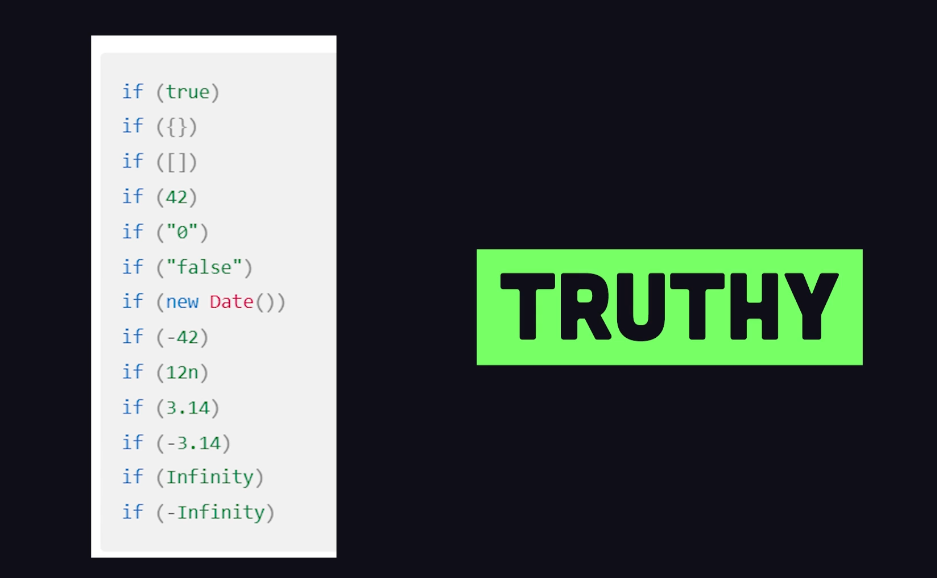 if (true)
if ({})
if ([])
if (42)
if ("0")
if ("false")
if (new Date())
if (-42)
if (12n)
if (3.14)
if (-3.14)
if (Infinity)
if (-Infinity)
TRUTHY